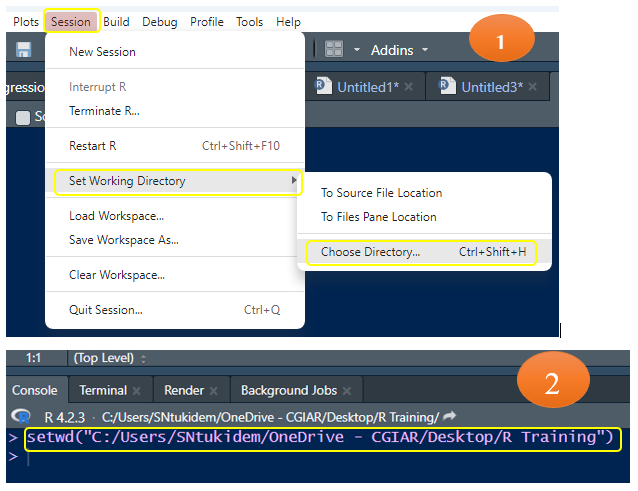 Plots Session Build Debug Profile Tools Help
1
New Session
Addins
Interrupt R
gressio
Untitled1* ×
Untitled3* ×
Terminate R...
So
Restart R Ctrl+Shift+F10
Set Working Directory
To Source File Location
Load Workspace...
To Files Pane Location
Save Workspace As...
Choose Directory... Ctrl+Shift+H
Clear Workspace...
Quit Session... Ctrl+Q
1:1 (Top Level)
2
Console Terminal × Render × Background Jobs ×
R R 4.2.3 · C:/Users/SNtukidem/OneDrive - CGIAR/Desktop/R Training/
> setwd("C:/Users/SNtukidem/OneDrive - CGIAR/Desktop/R Training")
>